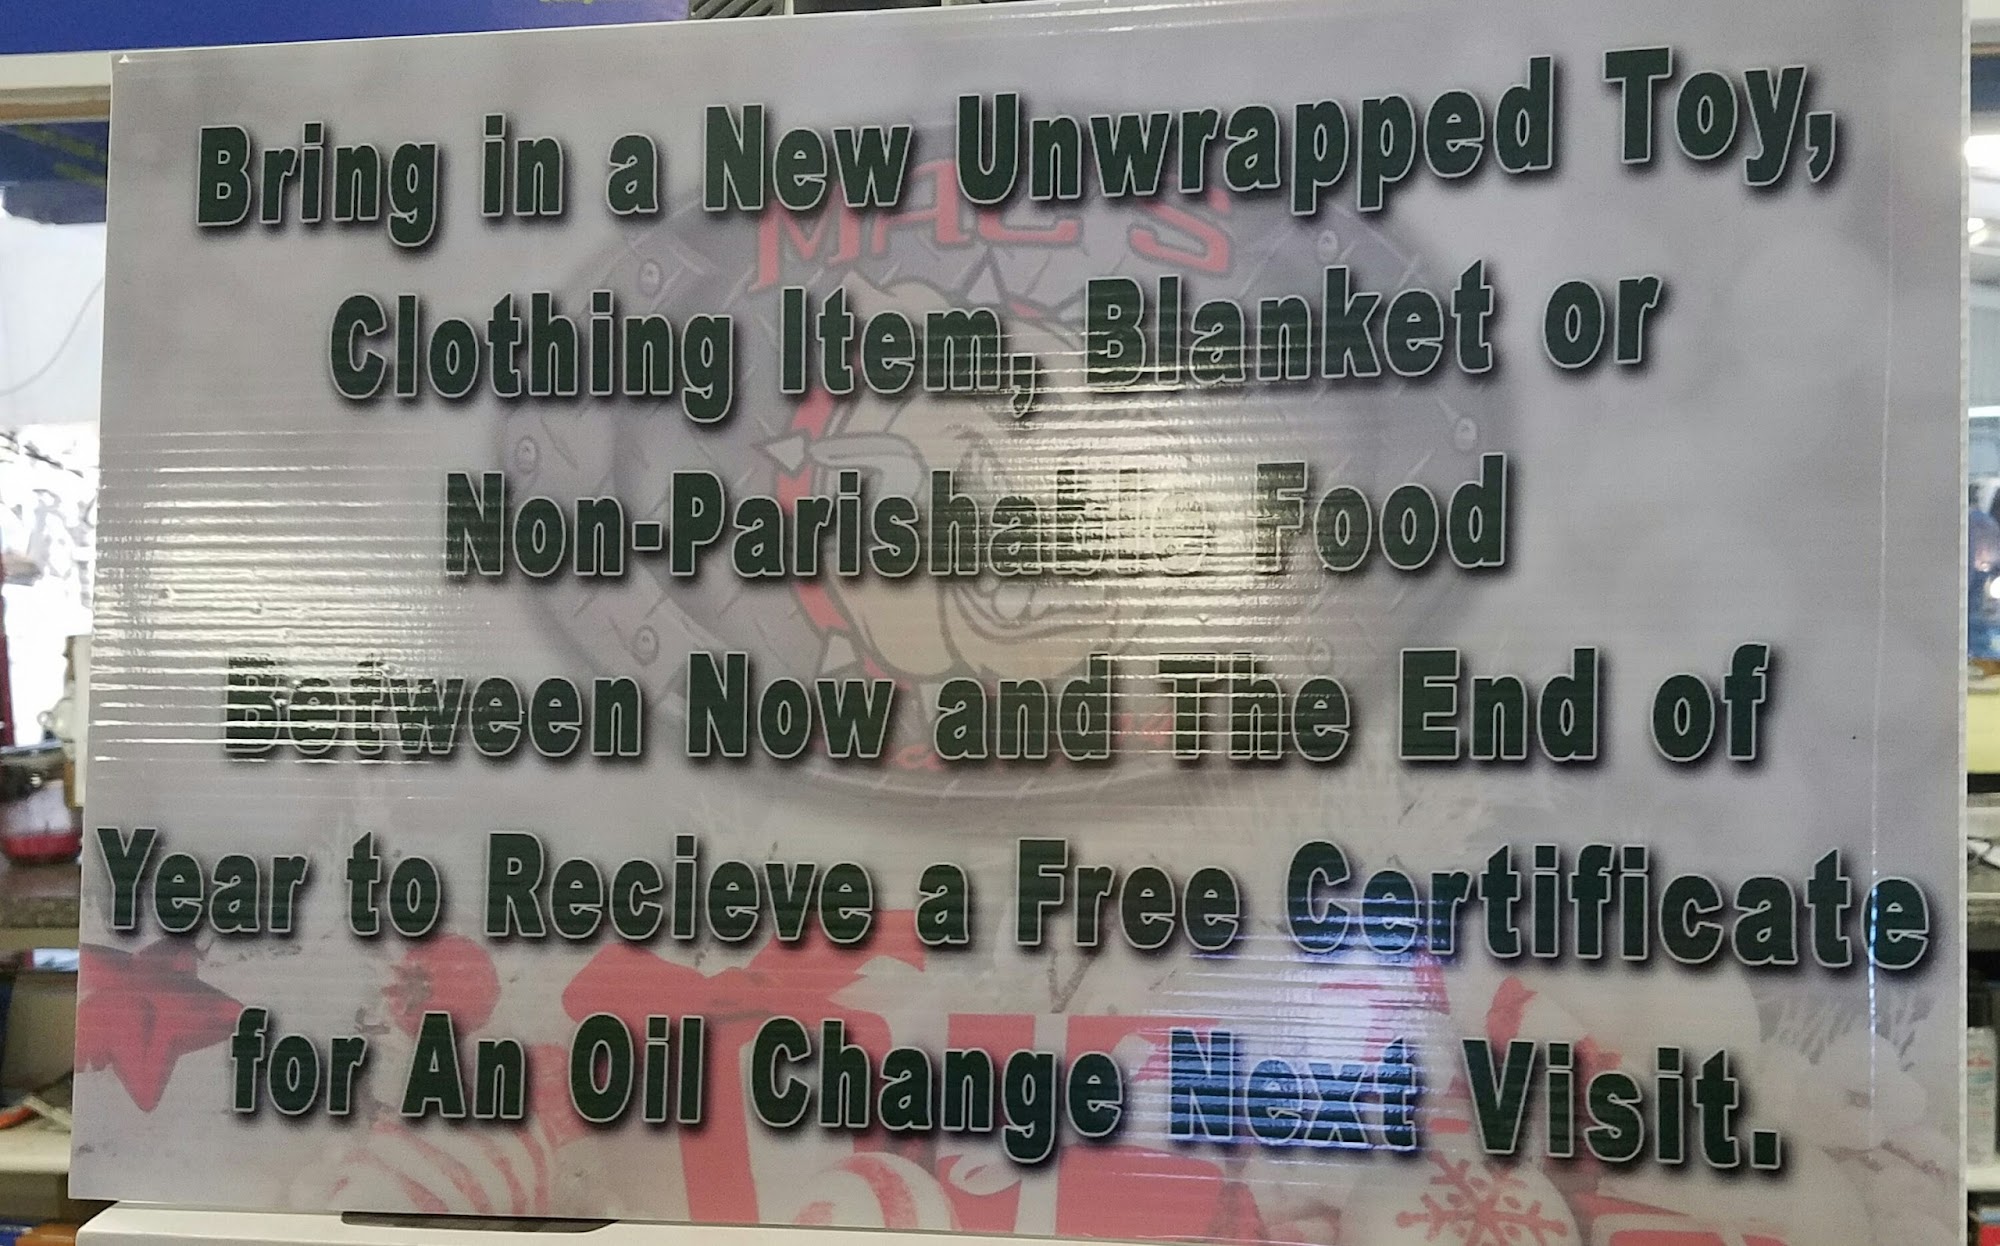 Bring in a New Unwrapped Toy,
MAC'S
Clothing Item, Blanket or
Non-Parishable Food
Between Now and The End of
Year to Recieve a Free Certificate
for An Oil Change Next Visit.